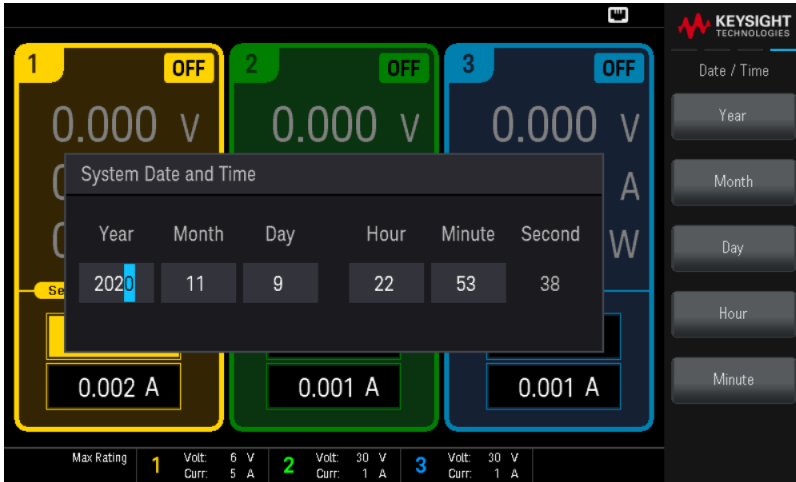 KEYSIGHT
TECHNOLOGIES
1 OFF 2 OFF 3 OFF
Date / Time
0.000 V 0.000 V 0.000 V
Year
System Date and Time
A
Month
Year Month Day Hour Minute Second
W
Day
2020 11 9 22 53 38
Se
Hour
0.002 A 0.001 A 0.001 A
Minute
Max Rating 1 Volt: 6 V 2 Volt: 30 V 3 Volt: 30 V
Curr: 5 A Curr: 1 A Curr: 1 A